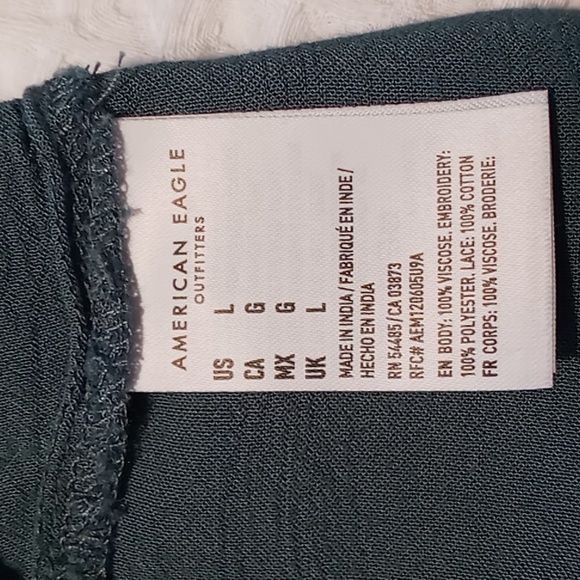 AMERICAN EAGLE
OUTFITTERS
US L
CA G
MX G
UK L
MADE IN INDIA / FABRIQUÉ EN INDE /
HECHO EN INDIA
RN 54485 / CA 03873
RFC# AEM120605U9A
EN BODY: 100% VISCOSE. EMBROIDERY:
100% POLYESTER. LACE: 100% COTTON
FR CORPS: 100% VISCOSE. BRODERIE: